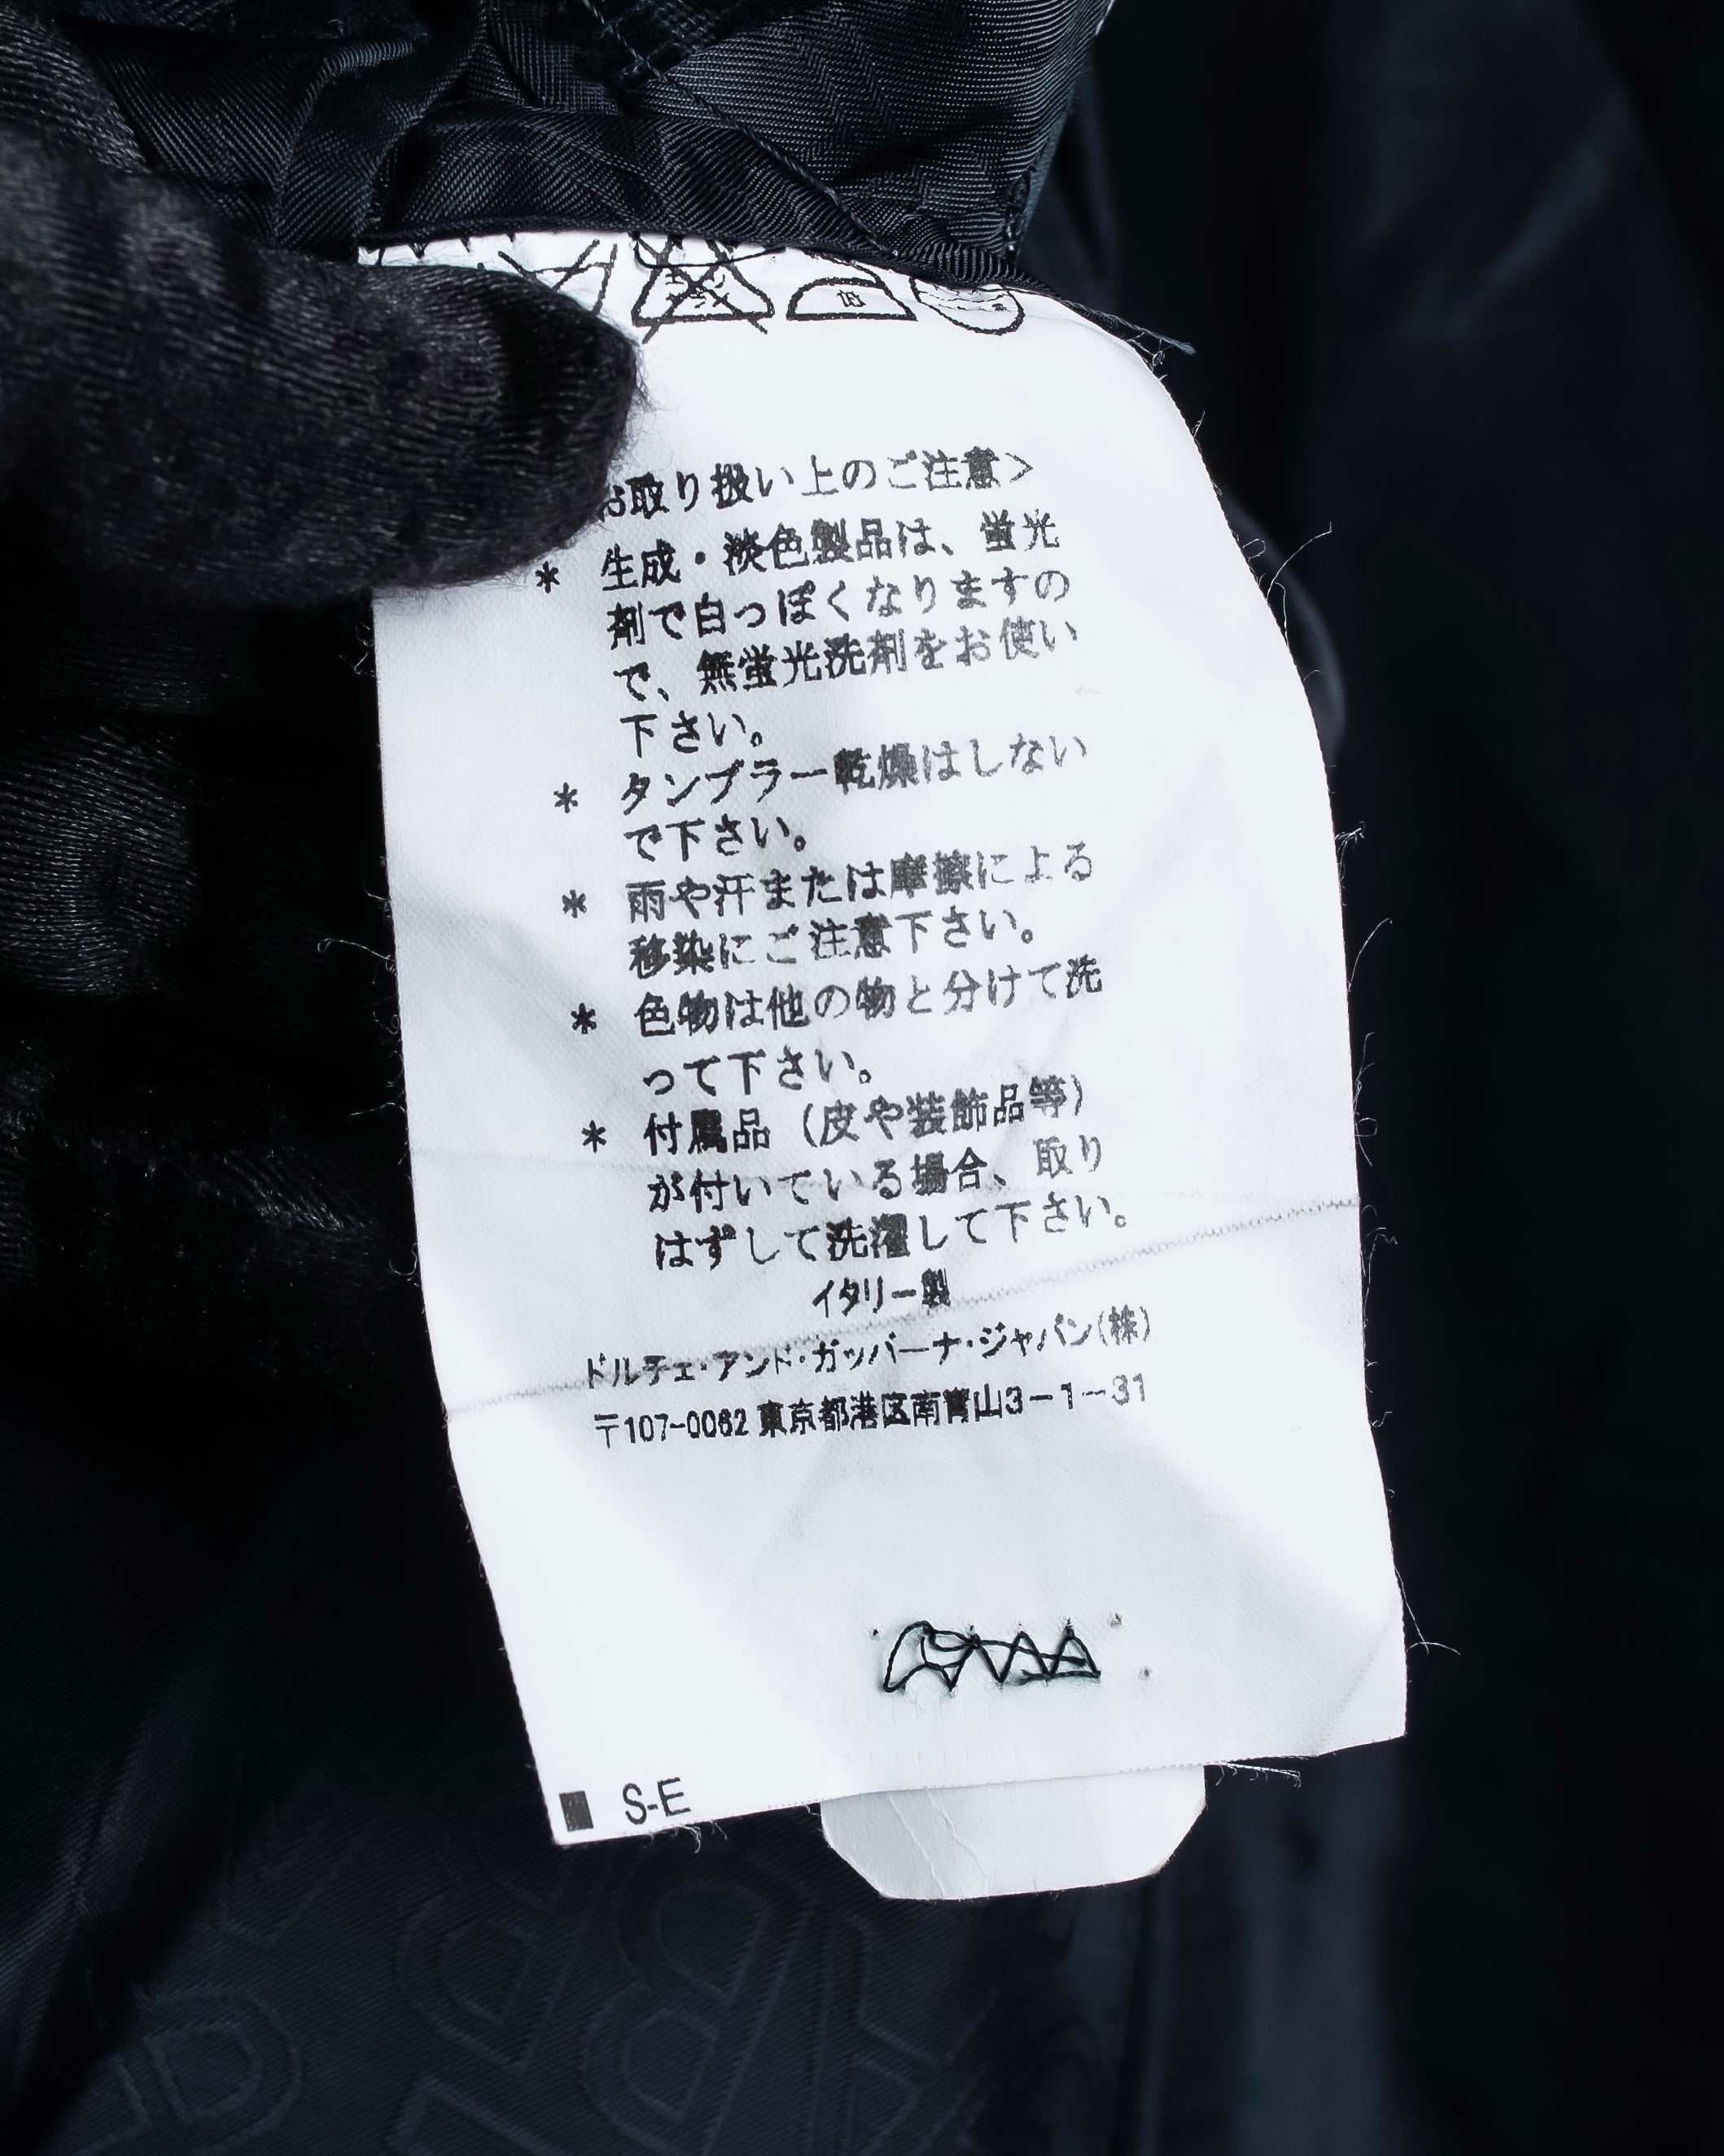 お取り扱い上のご注意＞
＊ 生成・淡色製品は、蛍光
剤で白っぽくなりますの
で、無蛍光洗剤をお使い
下さい。
＊ タンブラー乾燥はしない
で下さい。
＊ 雨や汗または摩擦による
移染にご注意下さい。
＊ 色物は他の物と分けて洗
って下さい。
＊ 付属品（皮や装飾品等）
が付いている場合、取り
はずして洗濯して下さい。
イタリー製
ドルチェ・アンド・ガッバーナ・ジャパン(株)
〒107-0062 東京都港区南青山3-1-31
■ S-E